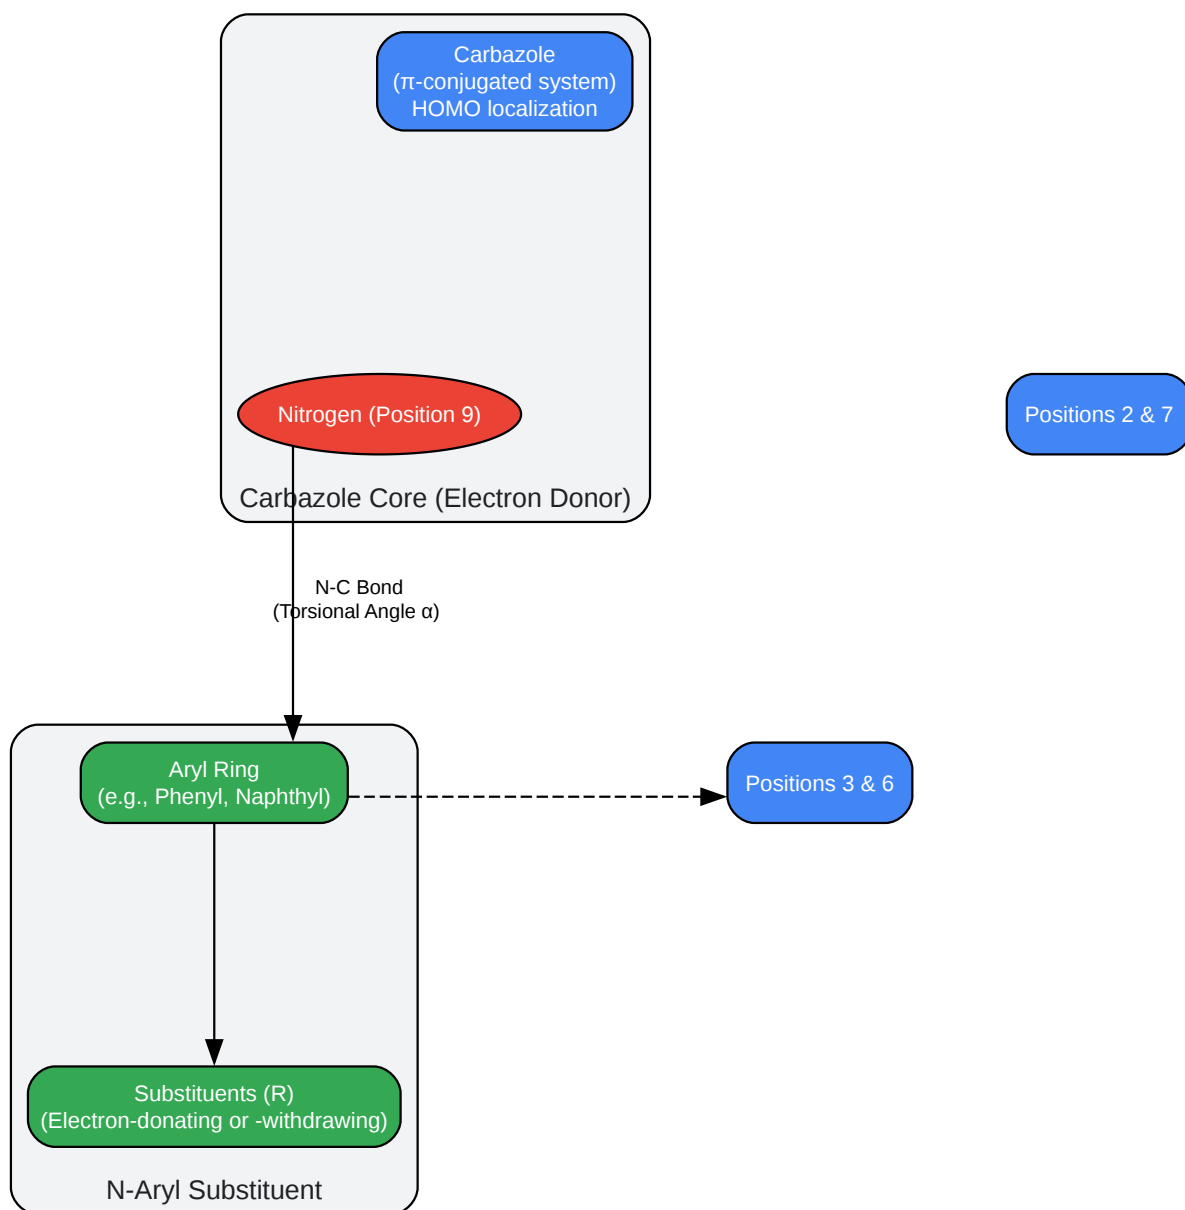 Carbazole
(π-conjugated system)
HOMO localization
Nitrogen (Position 9)
Positions 2 & 7
Carbazole Core (Electron Donor)
N-C Bond
(Torsional Angle α)
Aryl Ring
(e.g., Phenyl, Naphthyl)
Positions 3 & 6
Substituents (R)
(Electron-donating or -withdrawing)
N-Aryl Substituent